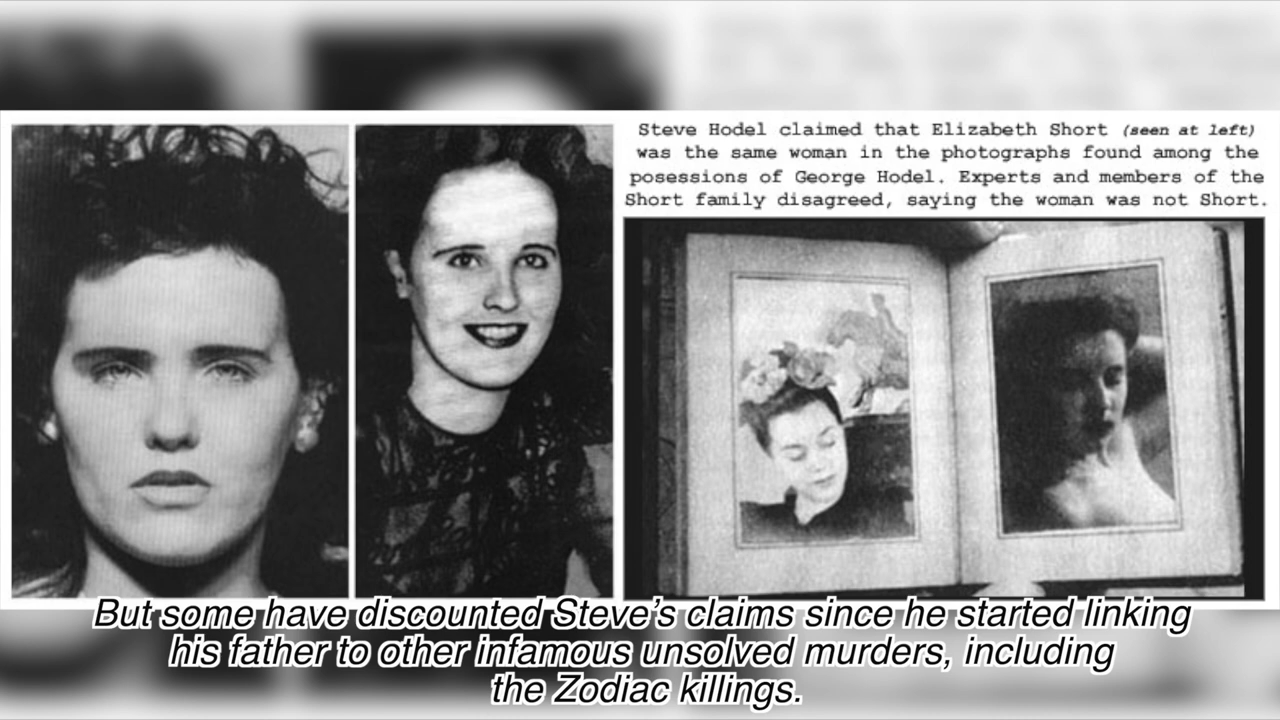 Steve Hodel claimed that Elizabeth Short (seen at left)
was the same woman in the photographs found among the
posessions of George Hodel. Experts and members of the
Short family disagreed, saying the woman was not Short.
But some have discounted Steve's claims since he started linking
his father to other infamous unsolved murders, including
the Zodiac killings.